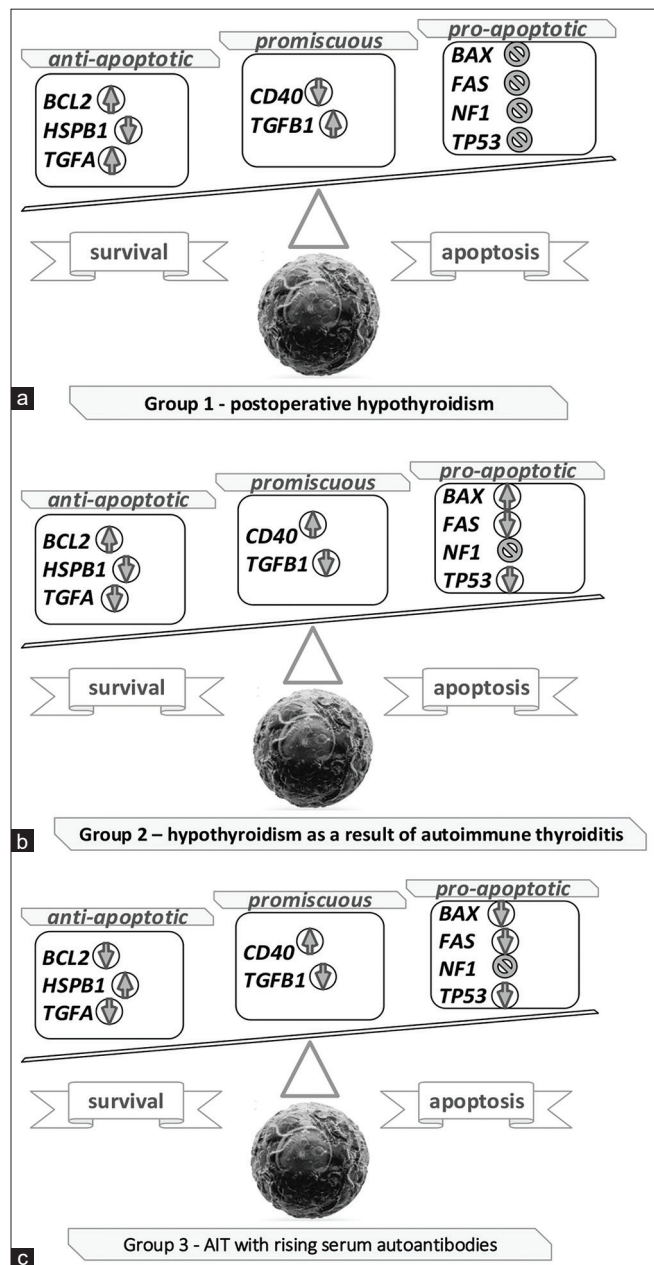 anti-apoptotic
promiscuous
pro-apoptotic
BCL2
HSPB1
TGFA
CD40
TGFB1
BAX
FAS
NF1
TP53
survival
apoptosis
a
Group 1 - postoperative hypothyroidism
anti-apoptotic
promiscuous
pro-apoptotic
BCL2
HSPB1
TGFA
CD40
TGFB1
BAX
FAS
NF1
TP53
survival
apoptosis
b
Group 2 – hypothyroidism as a result of autoimmune thyroiditis
anti-apoptotic
promiscuous
pro-apoptotic
BCL2
HSPB1
TGFA
CD40
TGFB1
BAX
FAS
NF1
TP53
survival
apoptosis
c
Group 3 - AIT with rising serum autoantibodies